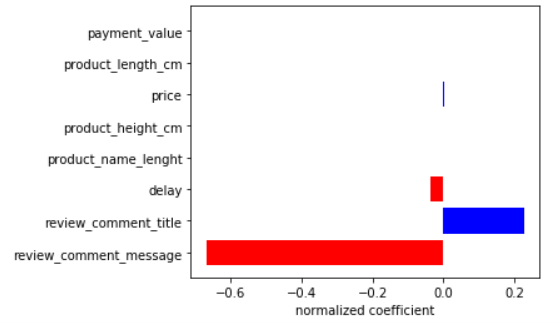 payment_value
product_length_cm
price
product_height_cm
product_name_lenght
delay
review_comment_title
review_comment_message
−0.6 −0.4 −0.2 0.0 0.2
normalized coefficient